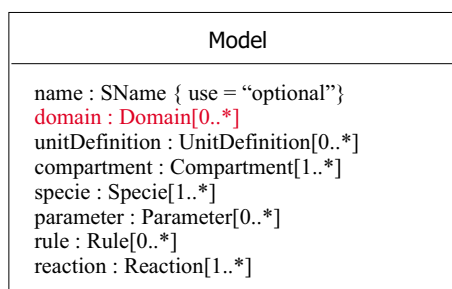 Model
name : SName { use = “optional”}
domain : Domain[0..*]
unitDefinition : UnitDefinition[0..*]
compartment : Compartment[1..*]
specie : Specie[1..*]
parameter : Parameter[0..*]
rule : Rule[0..*]
reaction : Reaction[1..*]